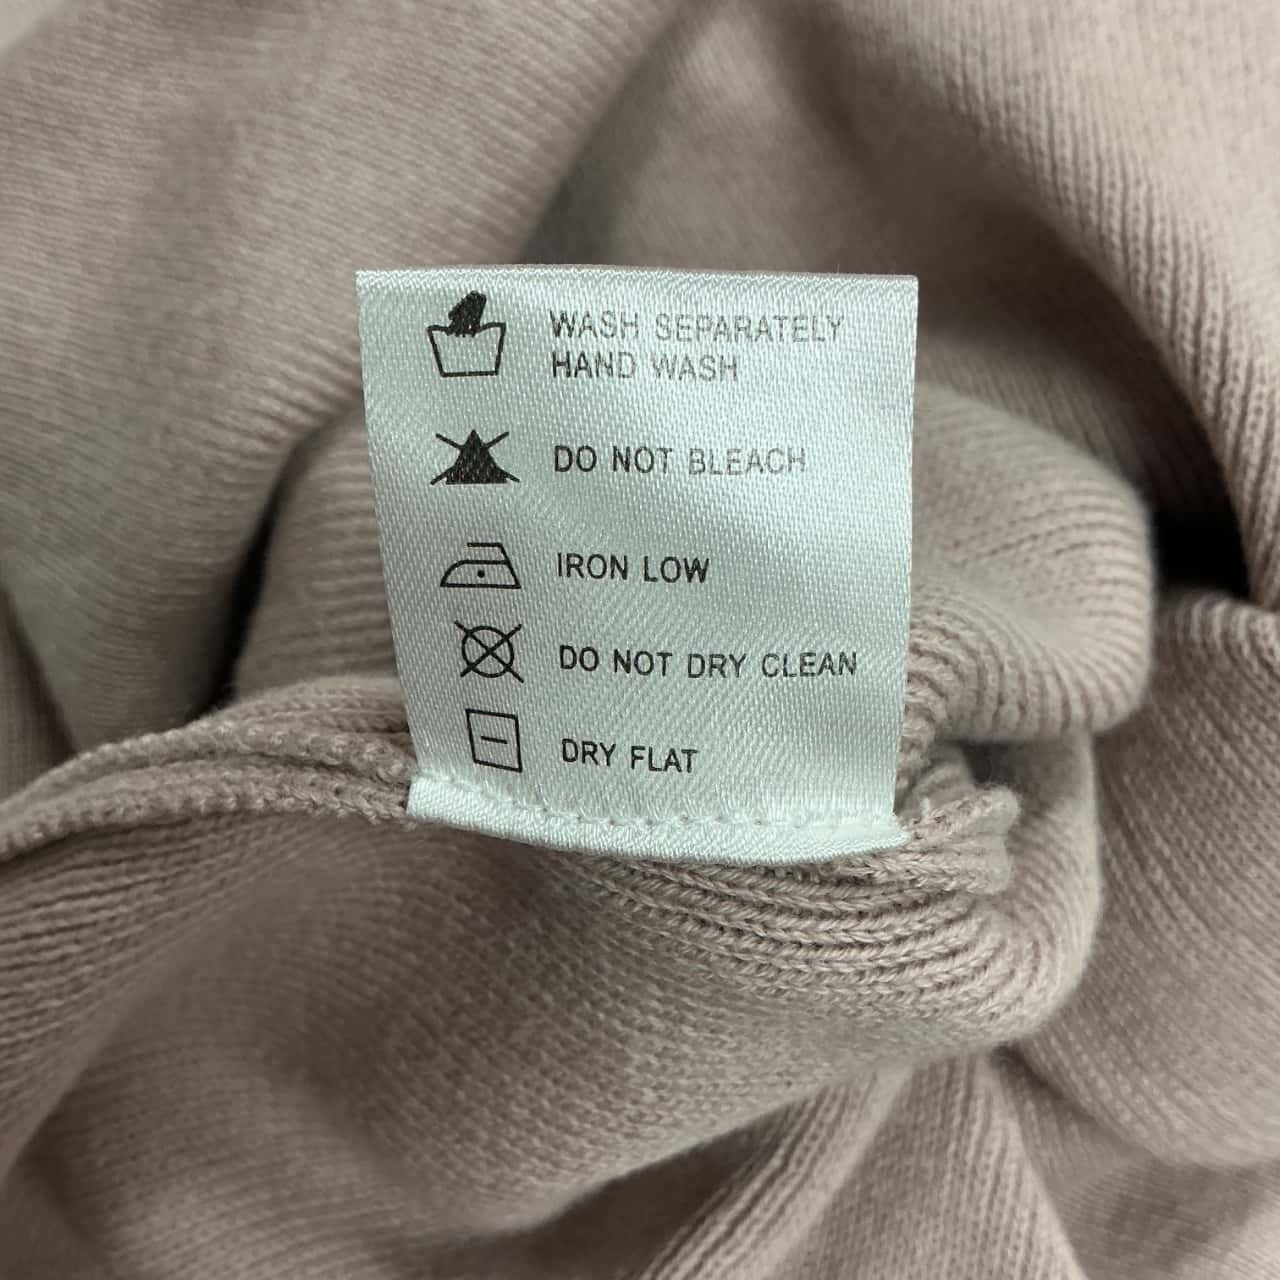 WASH SEPARATELY
HAND WASH
DO NOT BLEACH
IRON LOW
DO NOT DRY CLEAN
DRY FLAT